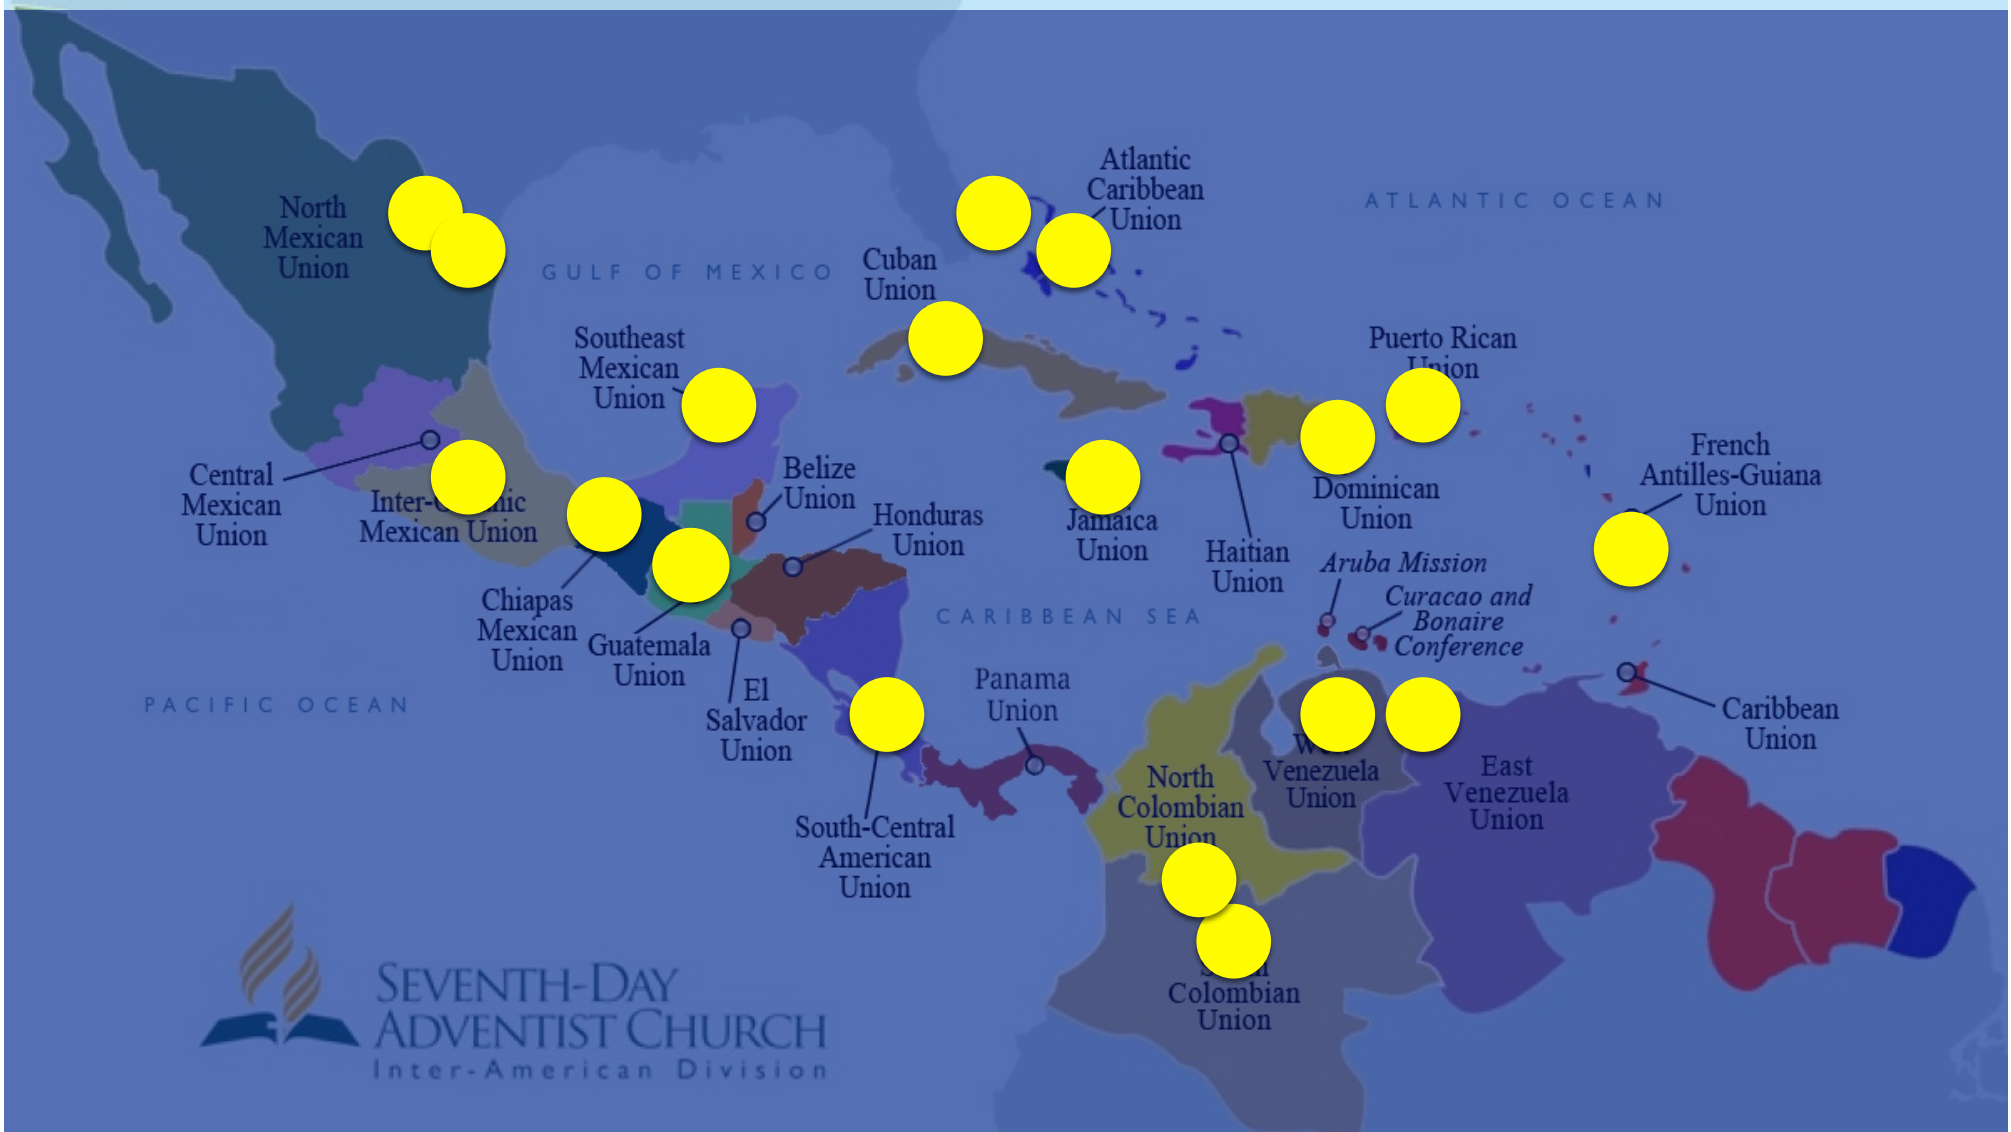 Atlantic
Caribbean
Union
ATLANTIC OCEAN
North
Mexican
Union
GULF OF MEXICO
Cuban
Union
Southeast
Mexican
Union
Puerto Rican
Union
Central
Mexican
Union
Mexican Union
Belize
Union
Honduras
Union
Jamaica
Union
Haitian
Union
Dominican
Union
French
Antilles-Guiana
Union
Aruba Mission
Curacao and
Bonaire
Conference
Chiapas
Mexican
Union
Guatemala
Union
CARIBBEAN SEA
El
Salvador
Union
Panama
Union
PACIFIC OCEAN
Caribbean
Union
South-Central
American
Union
North
Colombian
Union
Venezuela
Union
East
Venezuela
Union
Colombian
Union
SEVENTH-DAY
ADVENTIST CHURCH
Inter-American Division